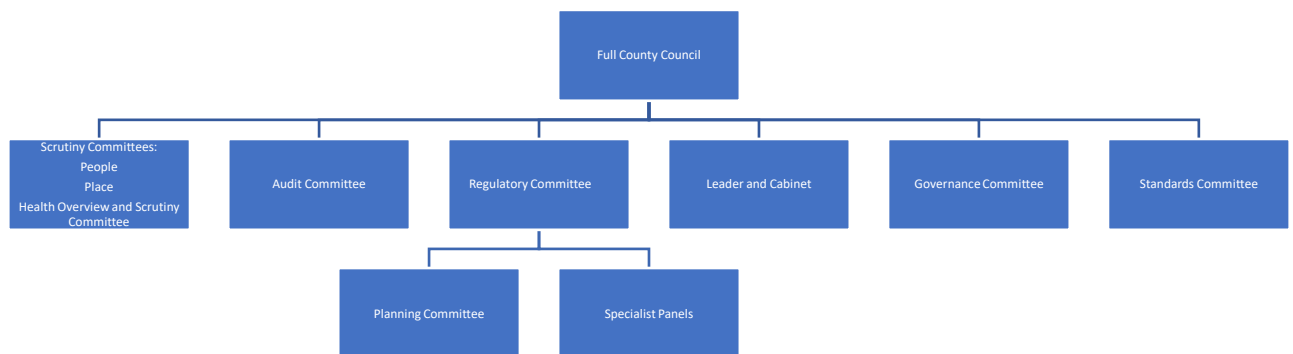 Full County Council
Scrutiny Committees:
People
Place
Health Overview and Scrutiny
Committee
Audit Committee
Regulatory Committee
Leader and Cabinet
Governance Committee
Standards Committee
Planning Committee
Specialist Panels